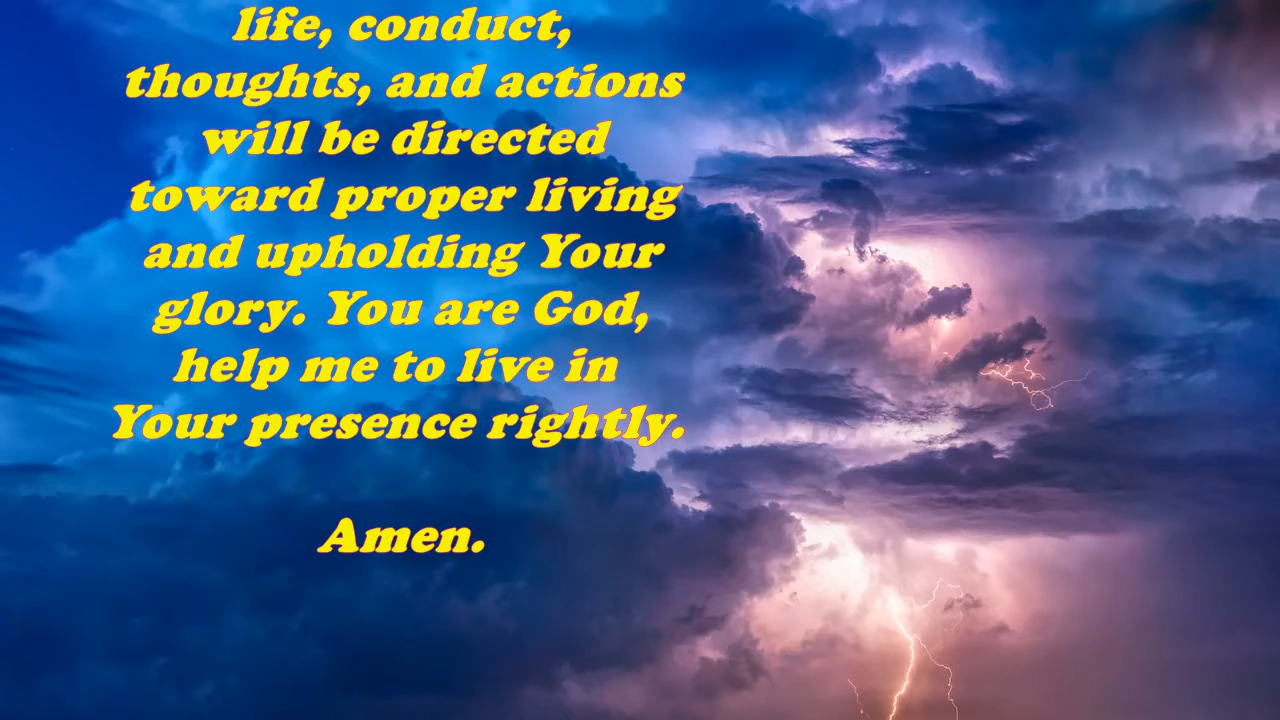 life, conduct,
thoughts, and actions
will be directed
toward proper living
and upholding Your
glory. You are God,
help me to live in
Your presence rightly.
Amen.